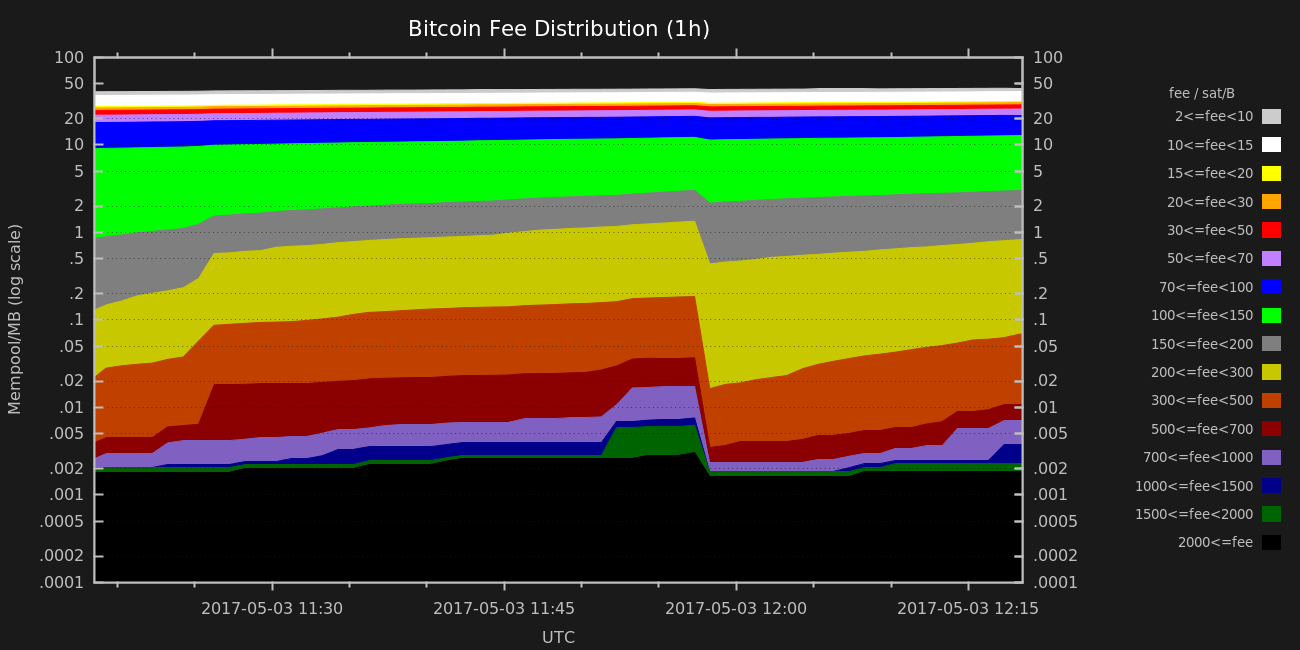 Bitcoin Fee Distribution (1h)
Mempool/MB (log scale)
100
50
20
10
5
2
1
.5
.2
.1
.05
.02
.01
.005
.002
.001
.0005
.0002
.0001
100
50
20
10
5
2
1
.5
.2
.1
.05
.02
.01
.005
.002
.001
.0005
.0002
.0001
2017-05-03 11:30
2017-05-03 11:45
2017-05-03 12:00
2017-05-03 12:15
UTC
fee / sat/B
2<=fee<10
10<=fee<15
15<=fee<20
20<=fee<30
30<=fee<50
50<=fee<70
70<=fee<100
100<=fee<150
150<=fee<200
200<=fee<300
300<=fee<500
500<=fee<700
700<=fee<1000
1000<=fee<1500
1500<=fee<2000
2000<=fee